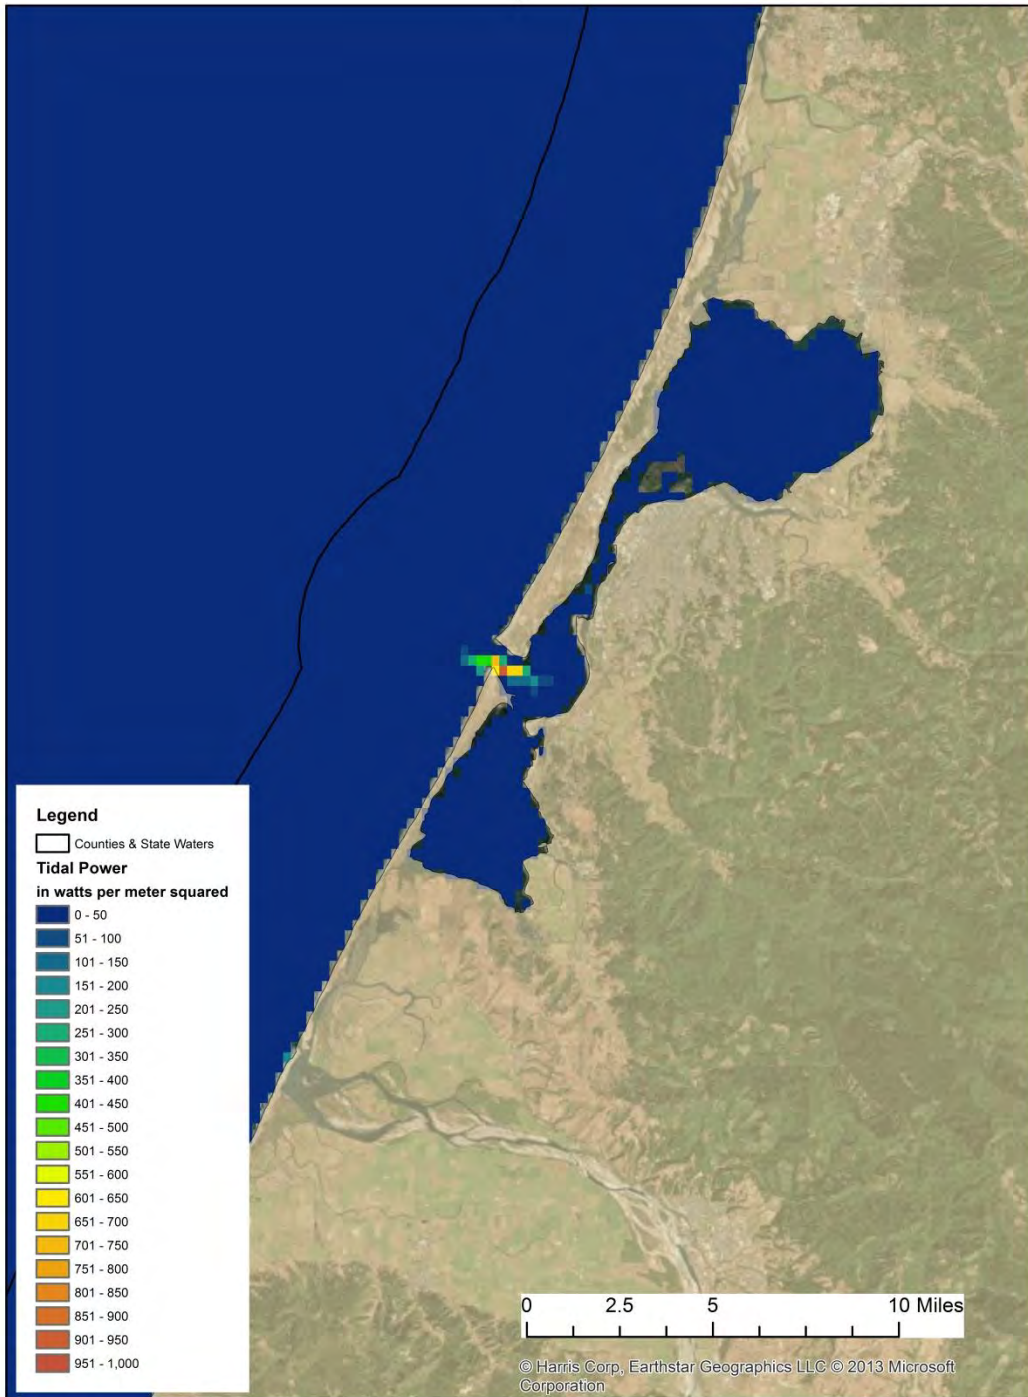 Legend
Counties & State Waters
Tidal Power
in watts per meter squared
0 - 50
51 - 100
101 - 150
151 - 200
201 - 250
251 - 300
301 - 350
351 - 400
401 - 450
451 - 500
501 - 550
551 - 600
601 - 650
651 - 700
701 - 750
751 - 800
801 - 850
851 - 900
901 - 950
951 - 1,000
0 2.5 5 10 Miles
© Harris Corp, Earthstar Geographics LLC © 2013 Microsoft
Corporation